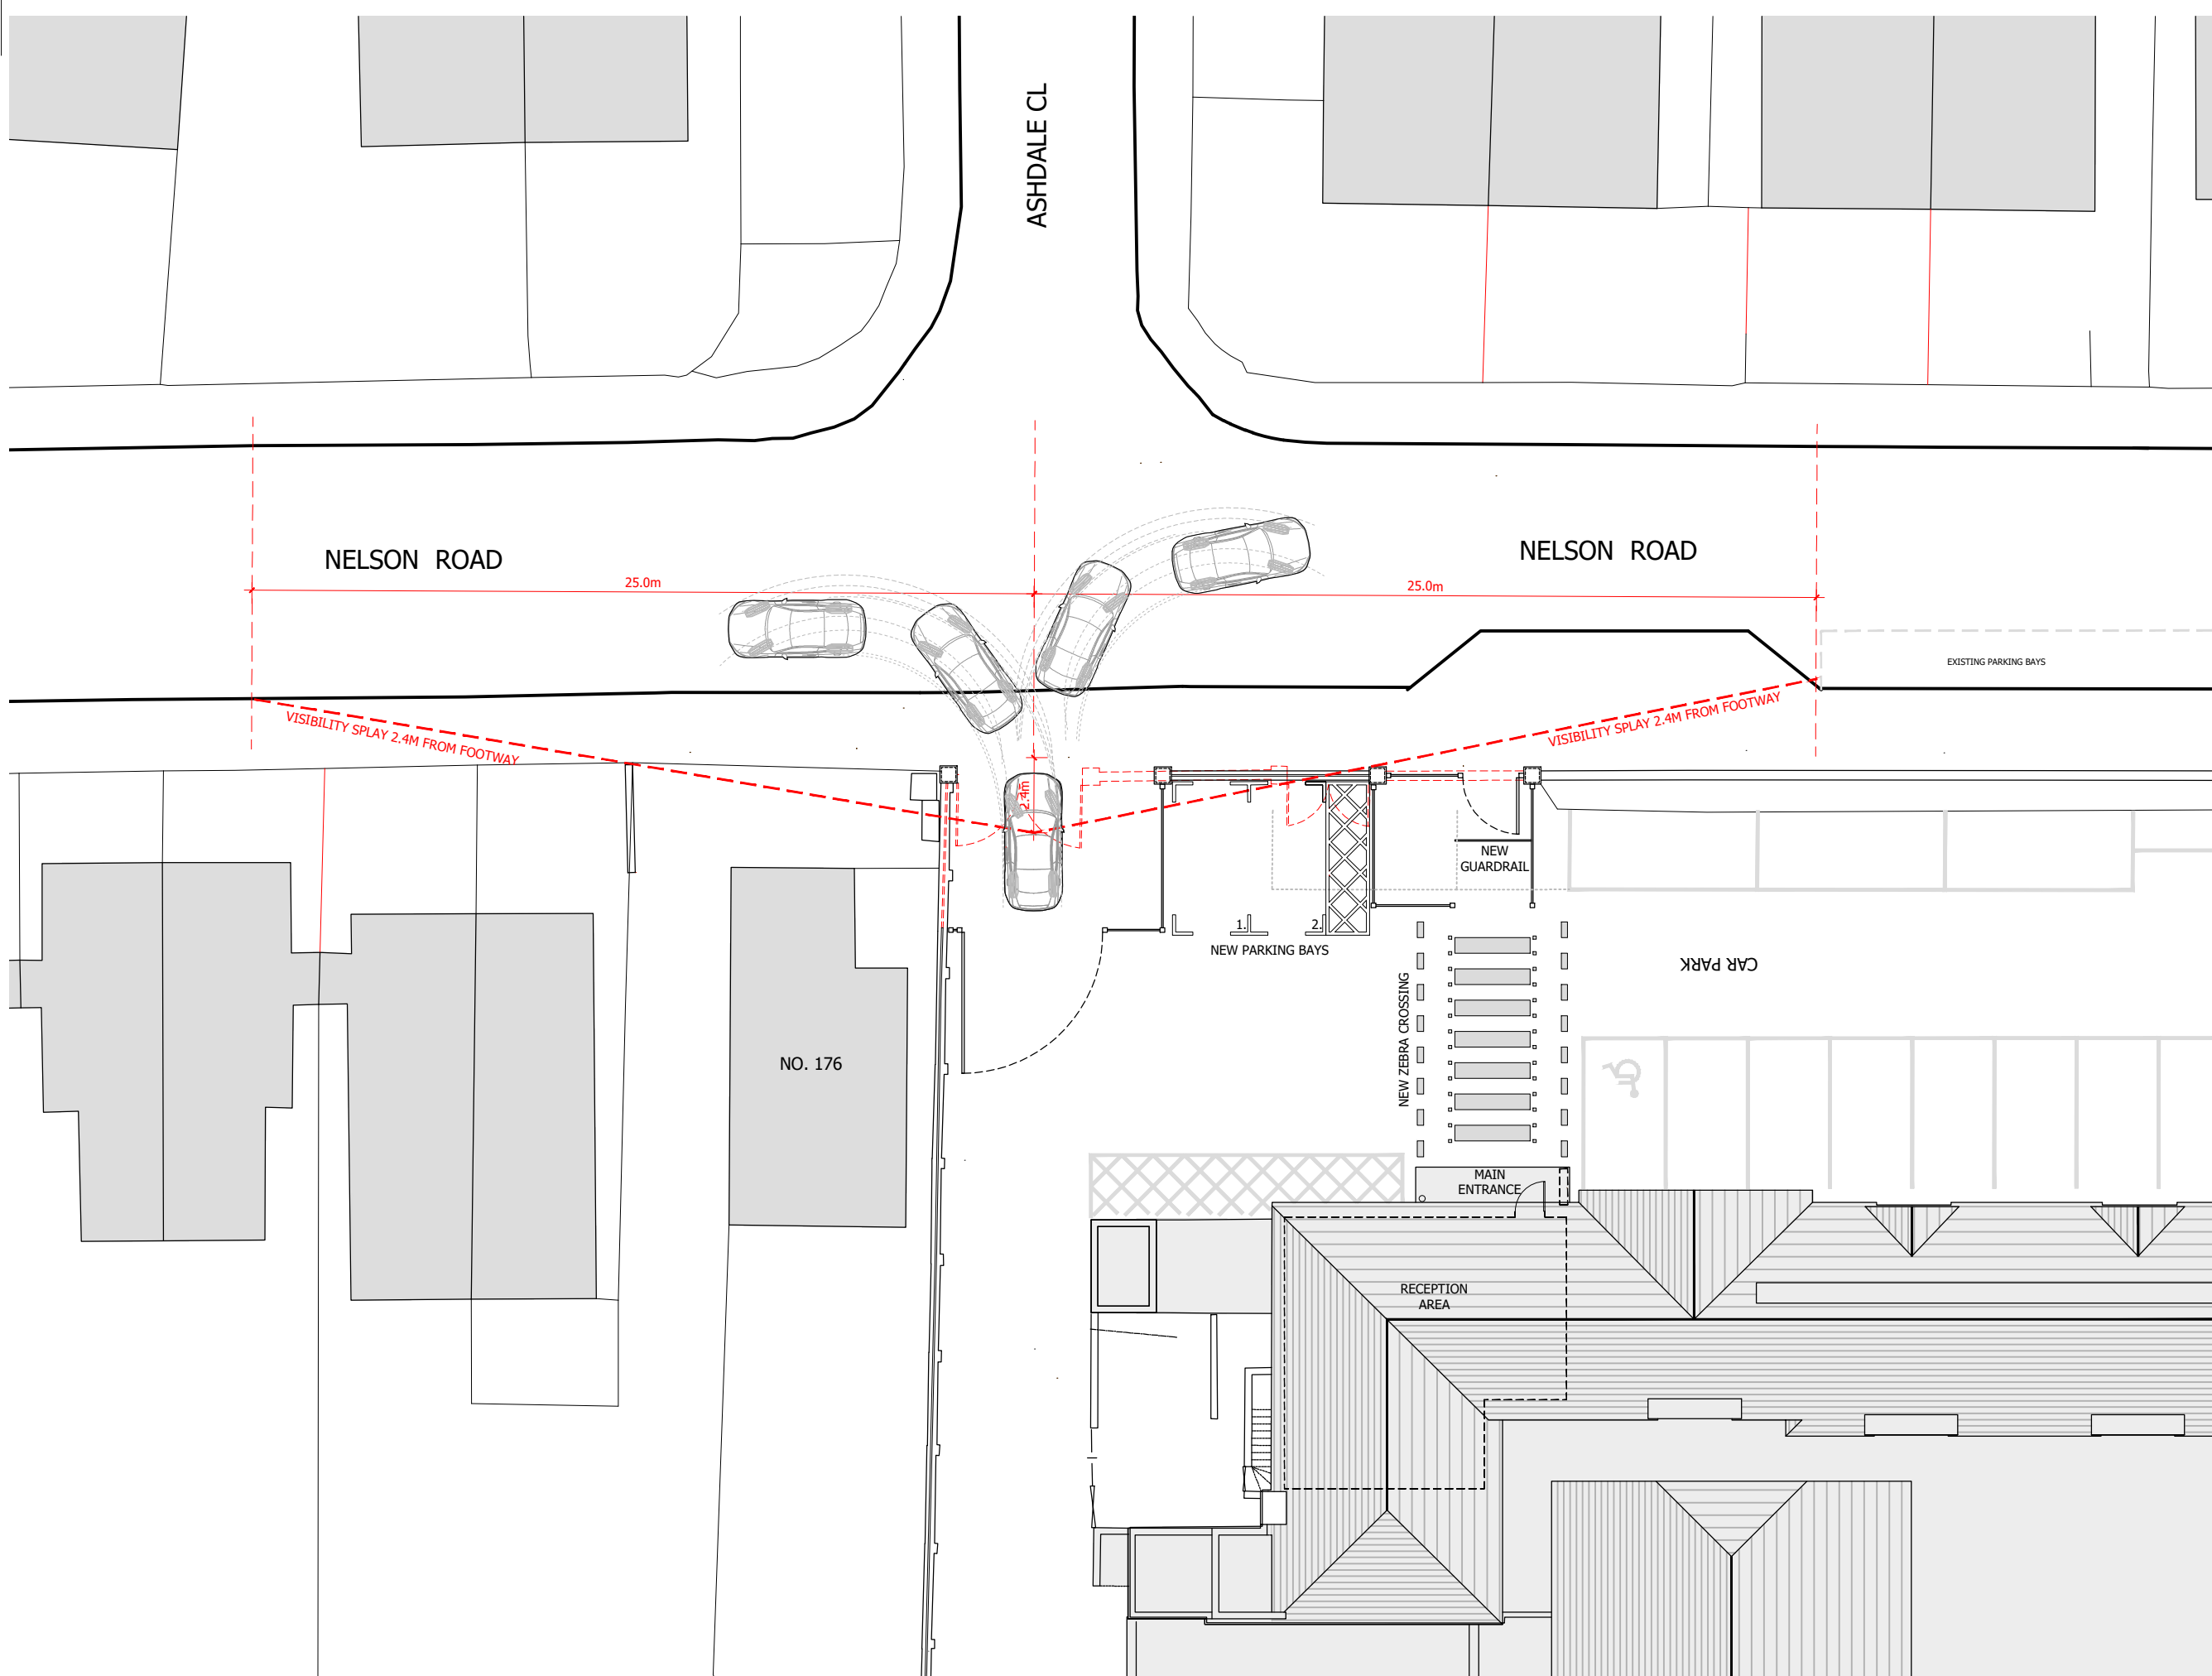 ASHDALE CL
NELSON ROAD
NELSON ROAD
25.0m
25.0m
EXISTING PARKING BAYS
VISIBILITY SPLAY 2.4M FROM FOOTWAY
VISIBILITY SPLAY 2.4M FROM FOOTWAY
2.4m
NEW
GUARDRAIL
1.
2.
NEW PARKING BAYS
CAR PARK
NEW ZEBRA CROSSING
NO. 176
MAIN
ENTRANCE
RECEPTION
AREA